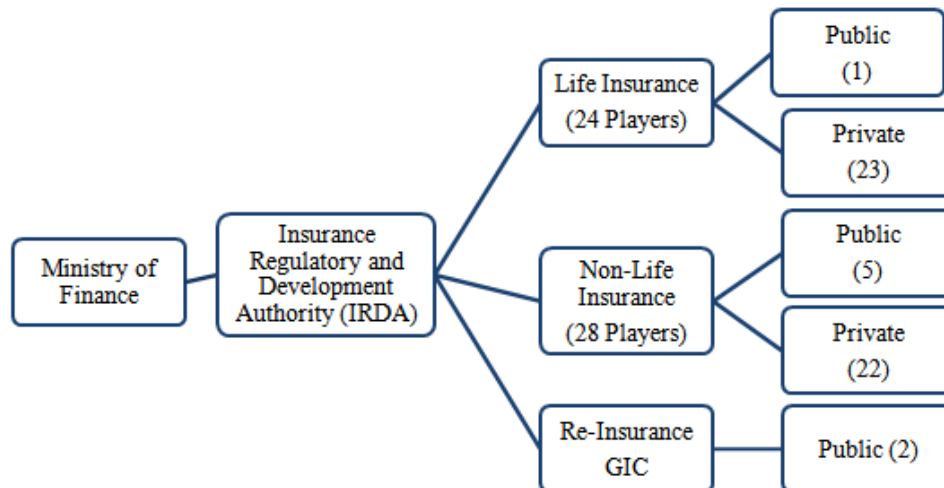 Ministry of
Finance
Insurance
Regulatory and
Development
Authority (IRDA)
Life Insurance
(24 Players)
Public
(1)
Private
(23)
Non-Life
Insurance
(28 Players)
Public
(5)
Private
(22)
Re-Insurance
GIC
Public (2)